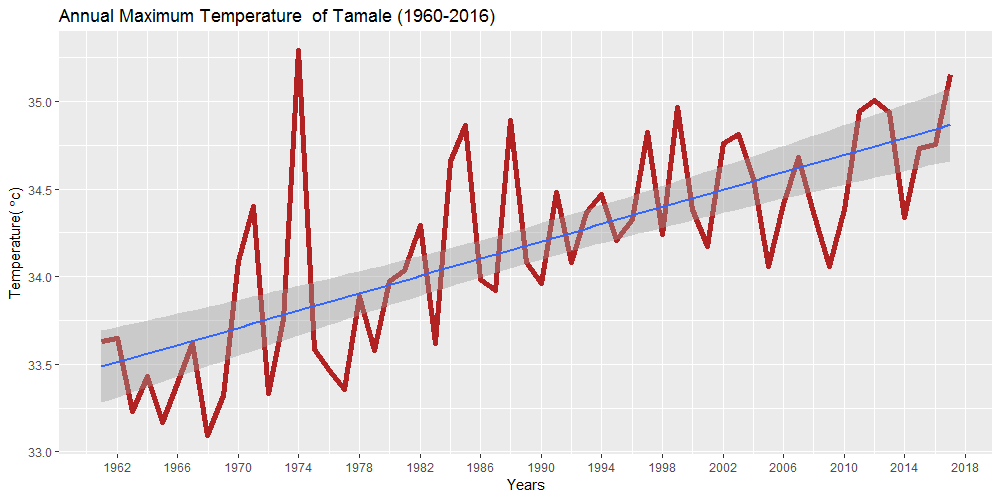 Annual Maximum Temperature  of Tamale (1960-2016)
35.0
34.5
34.0
33.5
33.0
Temperature( °c)
1962 1966 1970 1974 1978 1982 1986 1990 1994 1998 2002 2006 2010 2014 2018
Years